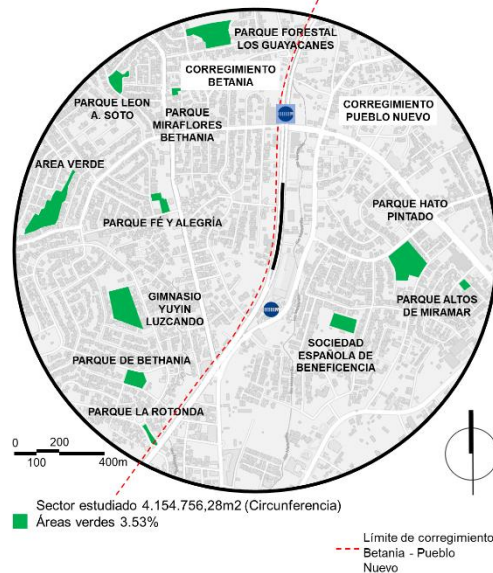 PARQUE FORESTAL
LOS GUAYACANES
CORREGIMIENTO
BETANIA
CORREGIMIENTO
PUEBLO NUEVO
PARQUE LEON
A. SOTO
PARQUE
MIRAFLORES
BETHANIA
AREA VERDE
PARQUE FÉ Y ALEGRÍA
PARQUE HATO
PINTADO
GIMNASIO
YUYIN
LUZCANDO
PARQUE ALTOS
DE MIRAMAR
SOCIEDAD
ESPAÑOLA DE
BENEFICENCIA
PARQUE DE BETHANIA
PARQUE LA ROTONDA
0 200
100 400m
Sector estudiado 4.154.756,28m2 (Circunferencia)
Áreas verdes 3.53%
Límite de corregimiento
Betania - Pueblo
Nuevo